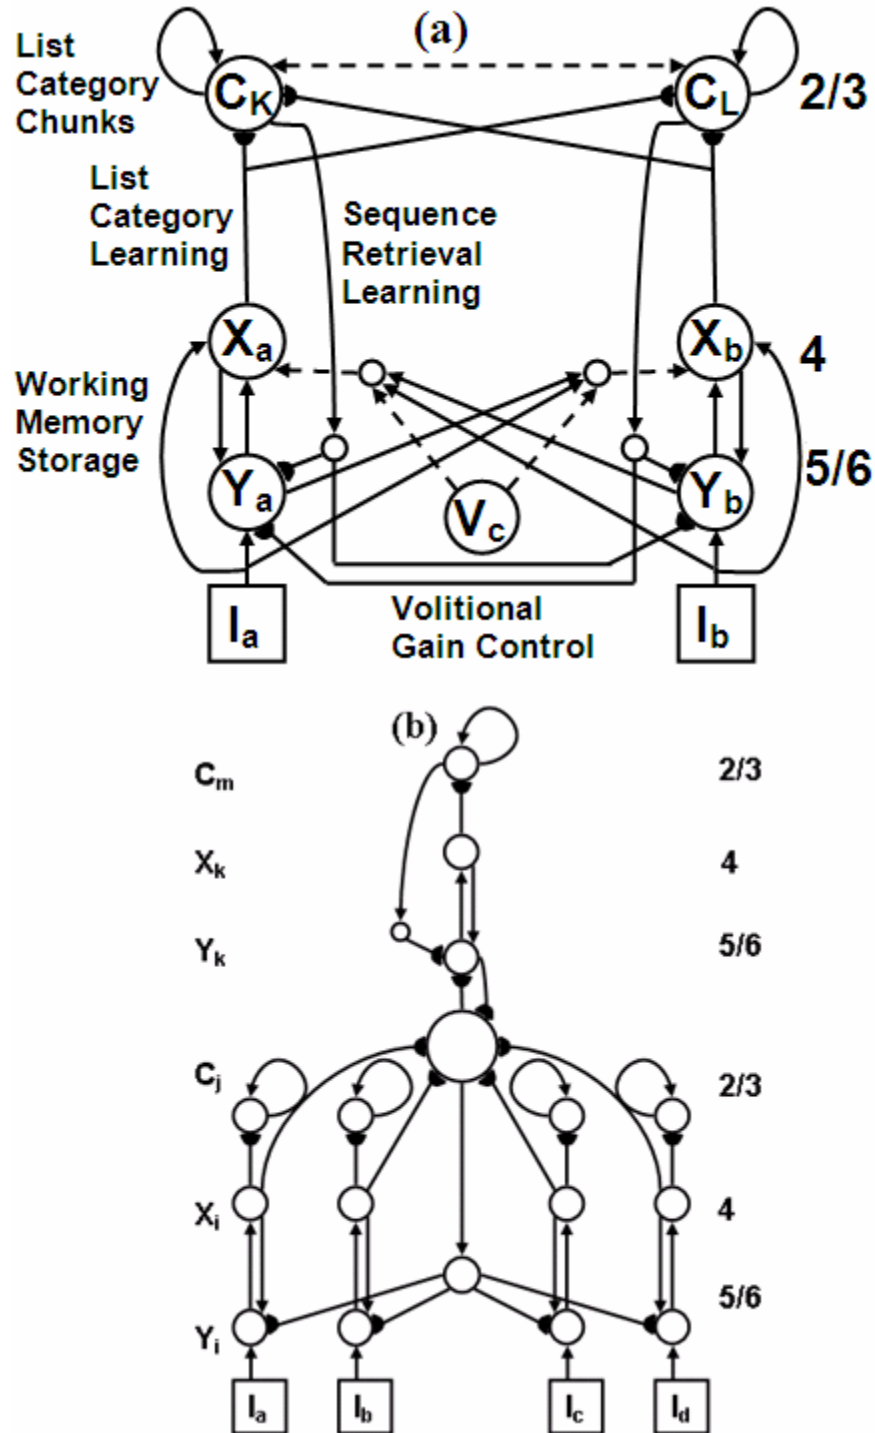 (a)
List
Category
Chunks
C_K
C_L
2/3
List
Category
Learning
Sequence
Retrieval
Learning
X_a
X_b
4
Working
Memory
Storage
Y_a
V_c
Y_b
5/6
I_a
Volitional
Gain Control
I_b
(b)
C_m
2/3
X_k
4
Y_k
5/6
C_j
2/3
X_i
4
5/6
Y_i
I_a
I_b
I_c
I_d